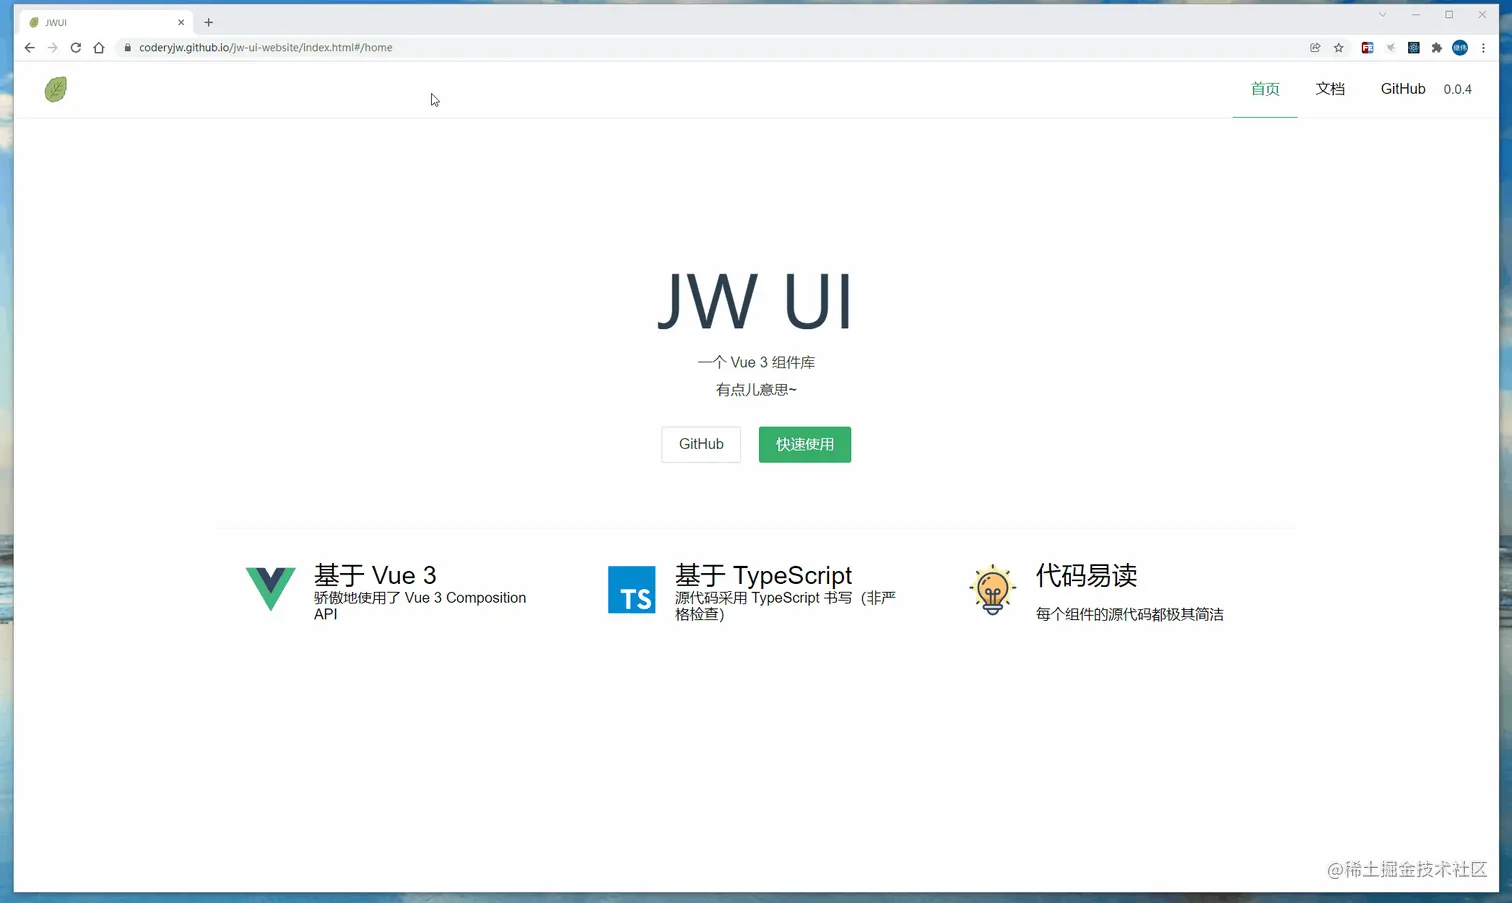 JWUI
coderyjw.github.io/jw-ui-website/index.html#/home
首页 文档 GitHub 0.0.4
JW UI
一个 Vue 3 组件库
有点儿意思~
GitHub 快速使用
基于 Vue 3
骄傲地使用了 Vue 3 Composition
API
TS
基于 TypeScript
源代码采用 TypeScript 书写（非严
格检查）
代码易读
每个组件的源代码都极其简洁
@稀土掘金技术社区